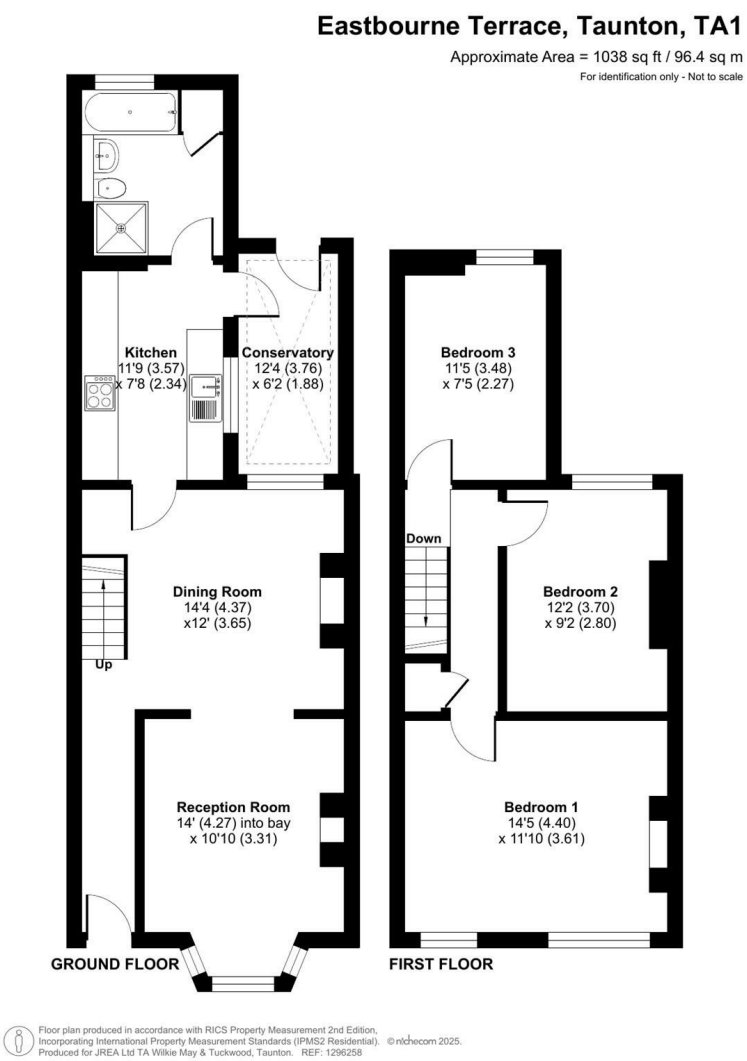 Eastbourne Terrace, Taunton, TA1
Approximate Area = 1038 sq ft / 96.4 sq m
For identification only - Not to scale
Kitchen
11'9 (3.57)
x 7'8 (2.34)
Conservatory
12'4 (3.76)
x 6'2 (1.88)
Bedroom 3
11'5 (3.48)
x 7'5 (2.27)
Down
Dining Room
14'4 (4.37)
x12' (3.65)
Bedroom 2
12'2 (3.70)
x 9'2 (2.80)
Up
Reception Room
14' (4.27) into bay
x 10'10 (3.31)
Bedroom 1
14'5 (4.40)
x 11'10 (3.61)
GROUND FLOOR
FIRST FLOOR
Floor plan produced in accordance with RICS Property Measurement 2nd Edition,
Incorporating International Property Measurement Standards (IPMS2 Residential). © nichecom 2025.
Produced for JREA Ltd TA Wilkie May & Tuckwood, Taunton. REF: 1296258